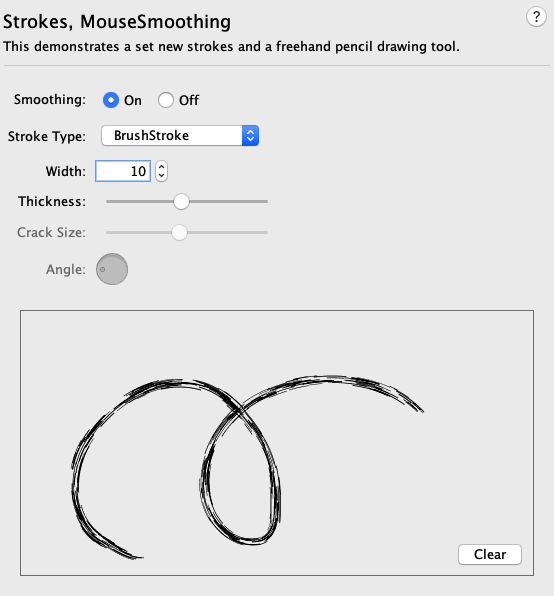 Strokes, MouseSmoothing
?
This demonstrates a set new strokes and a freehand pencil drawing tool.
Smoothing: On Off
Stroke Type: BrushStroke
Width: 10
Thickness:
Crack Size:
Angle:
Clear